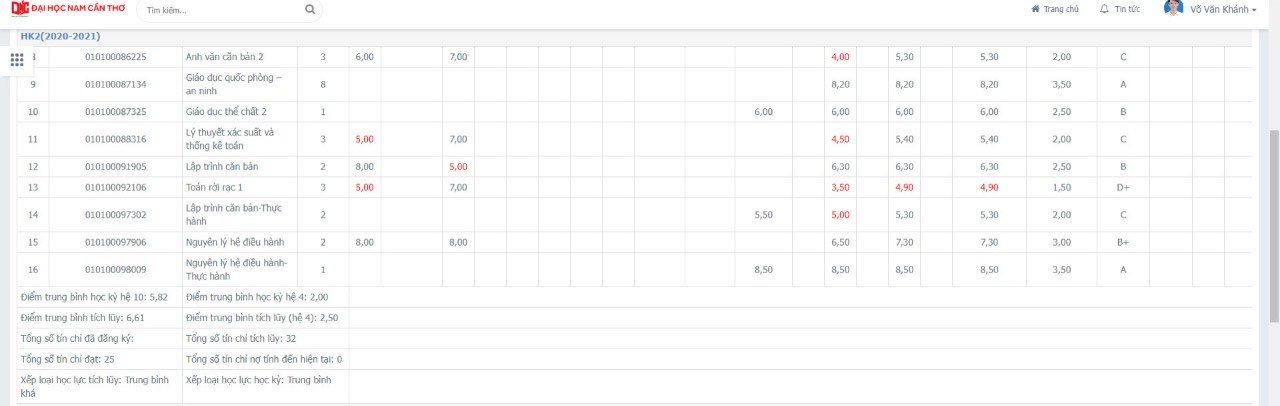 DNC ĐẠI HỌC NAM CẦN THƠ Tìm kiếm... Trang chủ Tin tức Võ Văn Khánh
HK2(2020-2021)
010100086225 Anh văn căn bản 2 3 6,00 7,00 4,00 5,30 5,30 2,00 C
9 010100087134 Giáo dục quốc phòng – 8 8,20 8,20 8,20 3,50 A
an ninh
10 010100087325 Giáo dục thể chất 2 1 6,00 6,00 6,00 6,00 2,50 B
11 010100088316 Lý thuyết xác suất và 3 5,00 7,00 4,50 5,40 5,40 2,00 C
thống kê toán
12 010100091905 Lập trình căn bản 2 8,00 5,00 6,30 6,30 6,30 2,50 B
13 010100092106 Toán rời rạc 1 3 5,00 7,00 3,50 4,90 4,90 1,50 D+
14 010100097302 Lập trình căn bản-Thực 2 5,50 5,00 5,30 5,30 2,00 C
hành
15 010100097906 Nguyên lý hệ điều hành 2 8,00 8,00 6,50 7,30 7,30 3,00 B+
16 010100098009 Nguyên lý hệ điều hành- 1 8,50 8,50 8,50 8,50 3,50 A
Thực hành
Điểm trung bình học kỳ hệ 10: 5,82 Điểm trung bình học kỳ hệ 4: 2,00
Điểm trung bình tích lũy: 6,61 Điểm trung bình tích lũy (hệ 4): 2,50
Tổng số tín chỉ đã đăng ký: Tổng số tín chỉ tích lũy: 32
Tổng số tín chỉ đạt: 25 Tổng số tín chỉ nợ tính đến hiện tại: 0
Xếp loại học lực tích lũy: Trung bình Xếp loại học lực học kỳ: Trung bình
khá